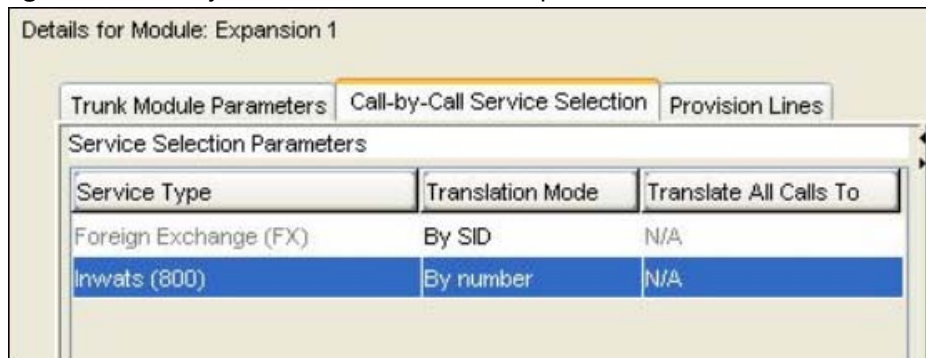 Details for Module: Expansion 1
Trunk Module Parameters Call-by-Call Service Selection Provision Lines
Service Selection Parameters
Service Type Translation Mode Translate All Calls To
Foreign Exchange (FX) By SID N/A
Inwats (800) By number N/A